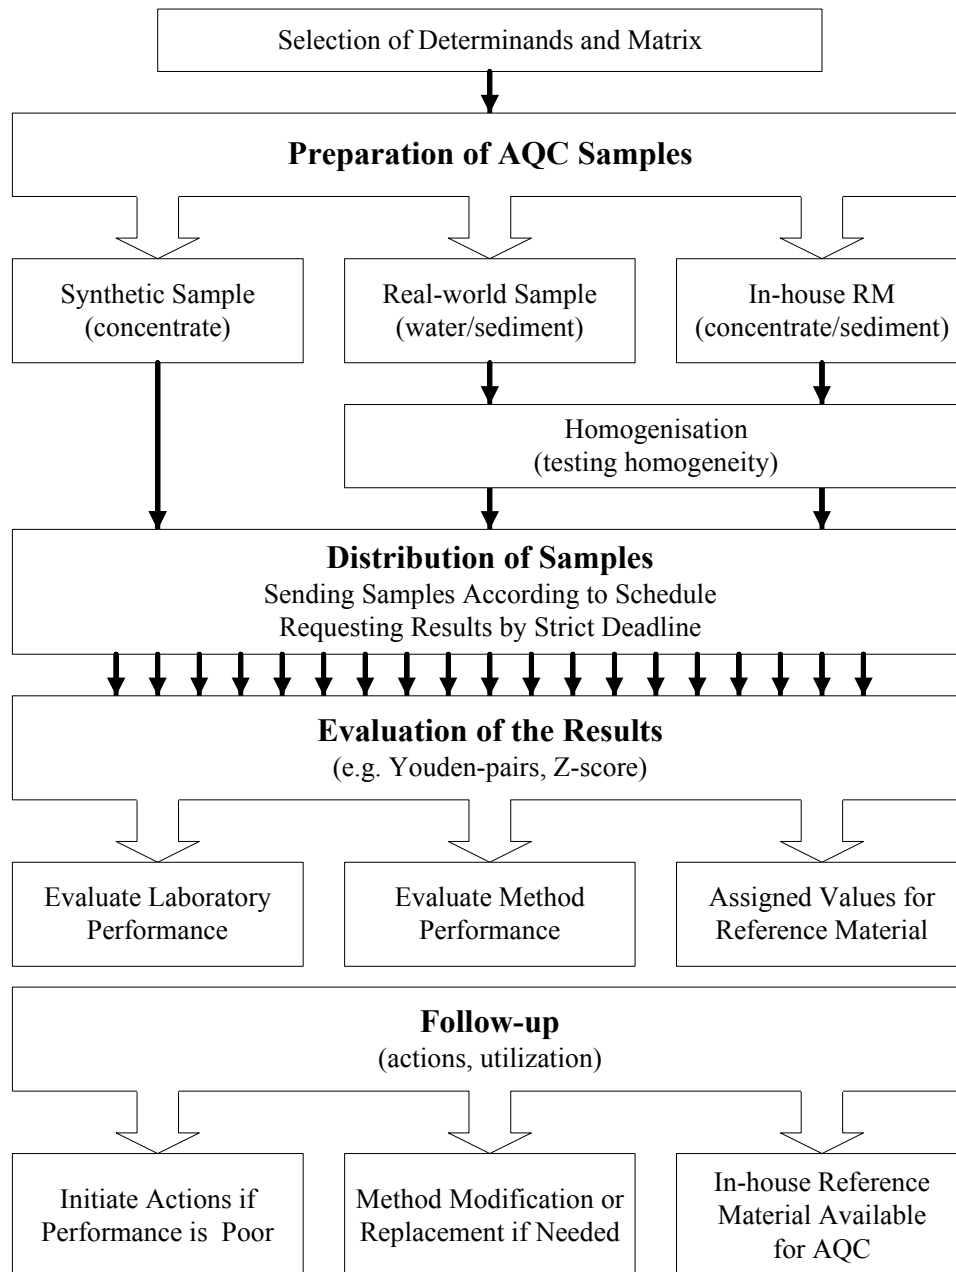 Selection of Determinands and Matrix
Preparation of AQC Samples
Synthetic Sample
(concentrate)
Real-world Sample
(water/sediment)
In-house RM
(concentrate/sediment)
Homogenisation
(testing homogeneity)
Distribution of Samples
Sending Samples According to Schedule
Requesting Results by Strict Deadline
Evaluation of the Results
(e.g. Youden-pairs, Z-score)
Evaluate Laboratory
Performance
Evaluate Method
Performance
Assigned Values for
Reference Material
Follow-up
(actions, utilization)
Initiate Actions if
Performance is Poor
Method Modification or
Replacement if Needed
In-house Reference
Material Available
for AQC